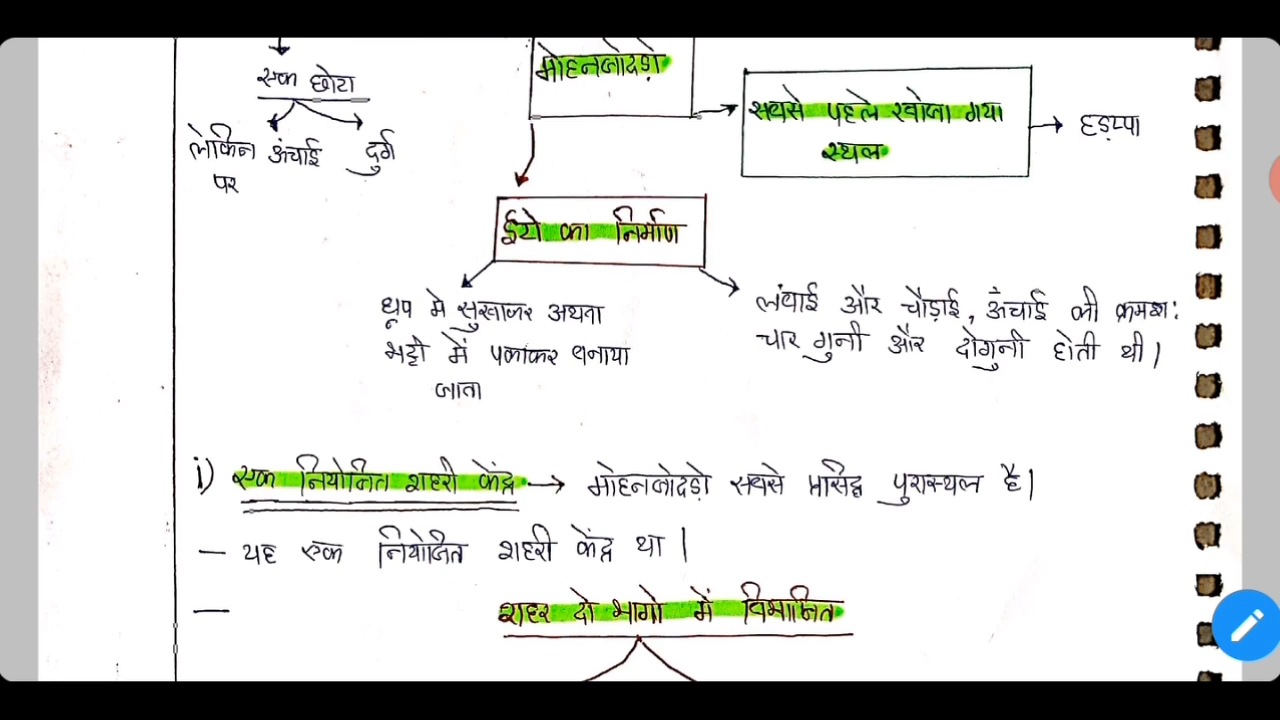 मोहनजोदड़ो
एक छोटा
सबसे पहले खोजा गया
स्थल
हड़प्पा
लेकिन ऊंचाई दुर्ग
पर
ईंटो का निर्माण
धूप मे सुखाकर अथवा
भट्टी में पकाकर बनाया
जाता
लंबाई और चौड़ाई, ऊंचाई की क्रमश:
चार गुनी और दोगुनी होती थी।
i) एक नियोजित शहरी केंद्र → मोहनजोदड़ो सबसे प्रसिद्ध पुरास्थल है।
— यह एक नियोजित शहरी केंद्र था।
— शहर दो भागो में विभाजित